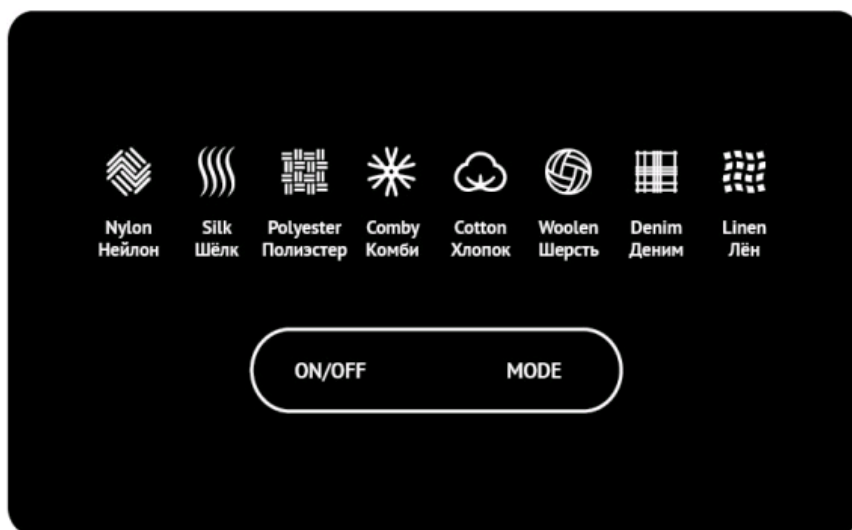 Nylon Silk Polyester Comby Cotton Woolen Denim Linen
Нейлон Шёлк Полиэстер Комби Хлопок Шерсть Деним Лён
ON/OFF MODE